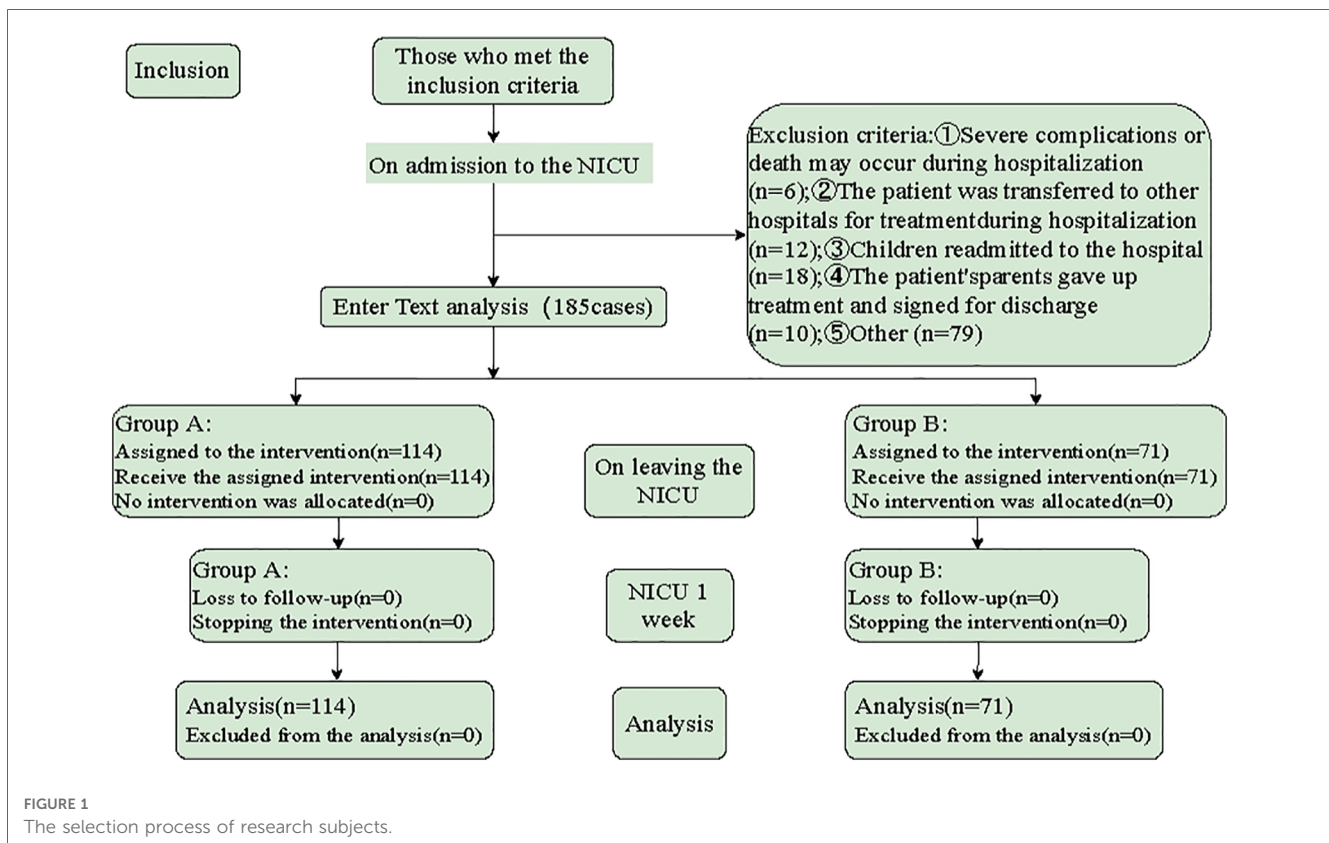 Inclusion
Those who met the
inclusion criteria
On admission to the NICU
Exclusion criteria:①Severe complications or
death may occur during hospitalization
(n=6);②The patient was transferred to other
hospitals for treatmentduring hospitalization
(n=12);③Children readmitted to the hospital
(n=18);④The patient'sparents gave up
treatment and signed for discharge
(n=10);⑤Other (n=79)
Enter Text analysis (185cases)
Group A:
Assigned to the intervention(n=114)
Receive the assigned intervention(n=114)
No intervention was allocated(n=0)
On leaving the
NICU
Group B:
Assigned to the intervention(n=71)
Receive the assigned intervention(n=71)
No intervention was allocated(n=0)
Group A:
Loss to follow-up(n=0)
Stopping the intervention(n=0)
NICU 1
week
Group B:
Loss to follow-up(n=0)
Stopping the intervention(n=0)
Analysis(n=114)
Excluded from the analysis(n=0)
Analysis
Analysis(n=71)
Excluded from the analysis(n=0)
FIGURE 1
The selection process of research subjects.